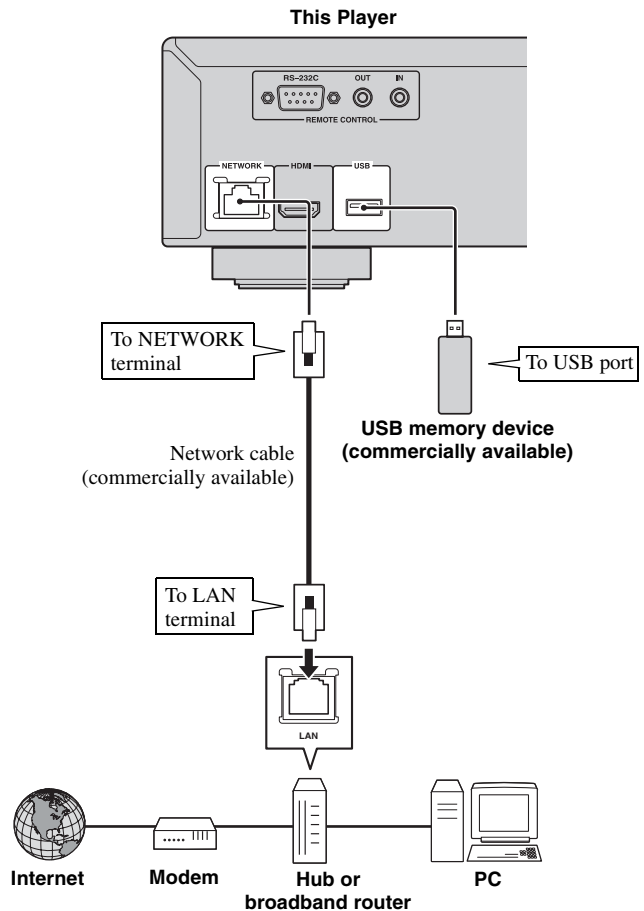 This Player
RS–232C
OUT
IN
REMOTE CONTROL
NETWORK
HDMI
USB
To NETWORK
terminal
To USB port
USB memory device
(commercially available)
Network cable
(commercially available)
To LAN
terminal
LAN
Internet
Modem
Hub or
broadband router
PC